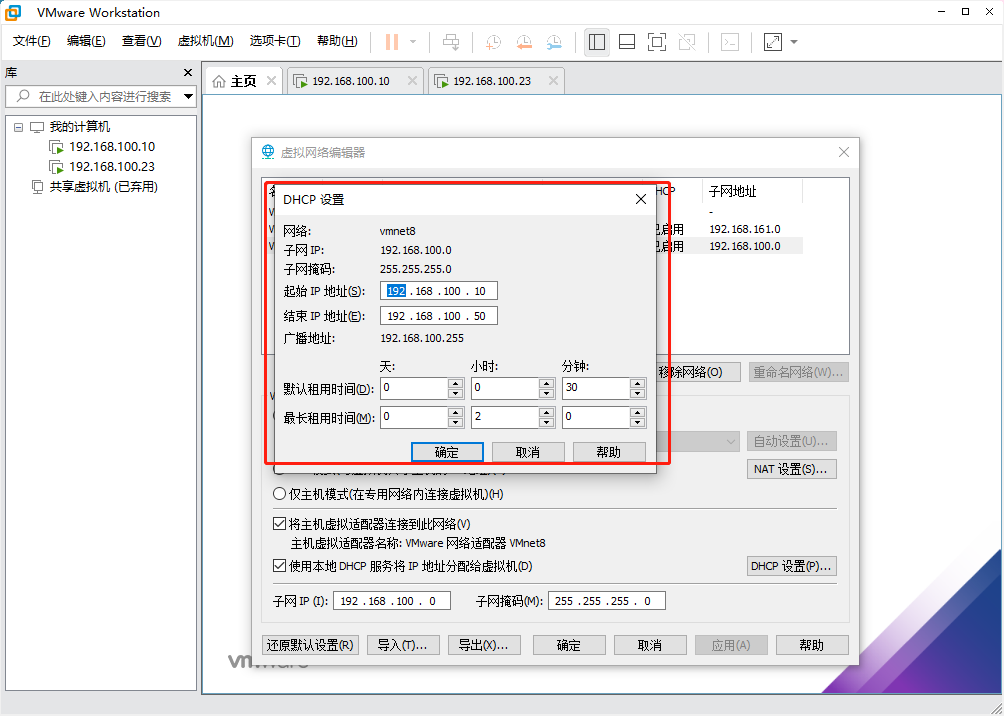 VMware Workstation
文件(F) 编辑(E) 查看(V) 虚拟机(M) 选项卡(T) 帮助(H)
库
在此处键入内容进行搜索
我的计算机
192.168.100.10
192.168.100.23
共享虚拟机 (已弃用)
主页 192.168.100.10 192.168.100.23
虚拟网络编辑器
子网地址
-
已启用 192.168.161.0
已启用 192.168.100.0
DHCP 设置
网络: vmnet8
子网 IP: 192.168.100.0
子网掩码: 255.255.255.0
起始 IP 地址(S): 192 . 168 . 100 . 10
结束 IP 地址(E): 192 . 168 . 100 . 50
广播地址: 192.168.100.255
天: 小时: 分钟:
默认租用时间(D): 0 0 30
最长租用时间(M): 0 2 0
确定 取消 帮助
移除网络(O) 重命名网络(W)...
自动设置(U)...
NAT 设置(S)...
仅主机模式(在专用网络内连接虚拟机)(H)
将主机虚拟适配器连接到此网络(V)
主机虚拟适配器名称: VMware 网络适配器 VMnet8
使用本地 DHCP 服务将 IP 地址分配给虚拟机(D) DHCP 设置(P)...
子网 IP (I): 192 . 168 . 100 . 0 子网掩码(M): 255 . 255 . 255 . 0
还原默认设置(R) 导入(T)... 导出(X)... 确定 取消 应用(A) 帮助